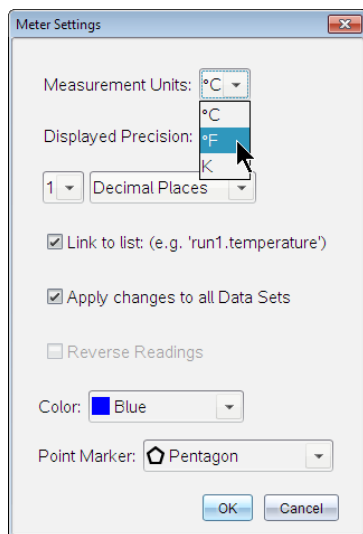 Meter Settings
Measurement Units: °C
°C
Displayed Precision: °F
K
1 Decimal Places
Link to list: (e.g. 'run1.temperature')
Apply changes to all Data Sets
Reverse Readings
Color: Blue
Point Marker: Pentagon
OK Cancel